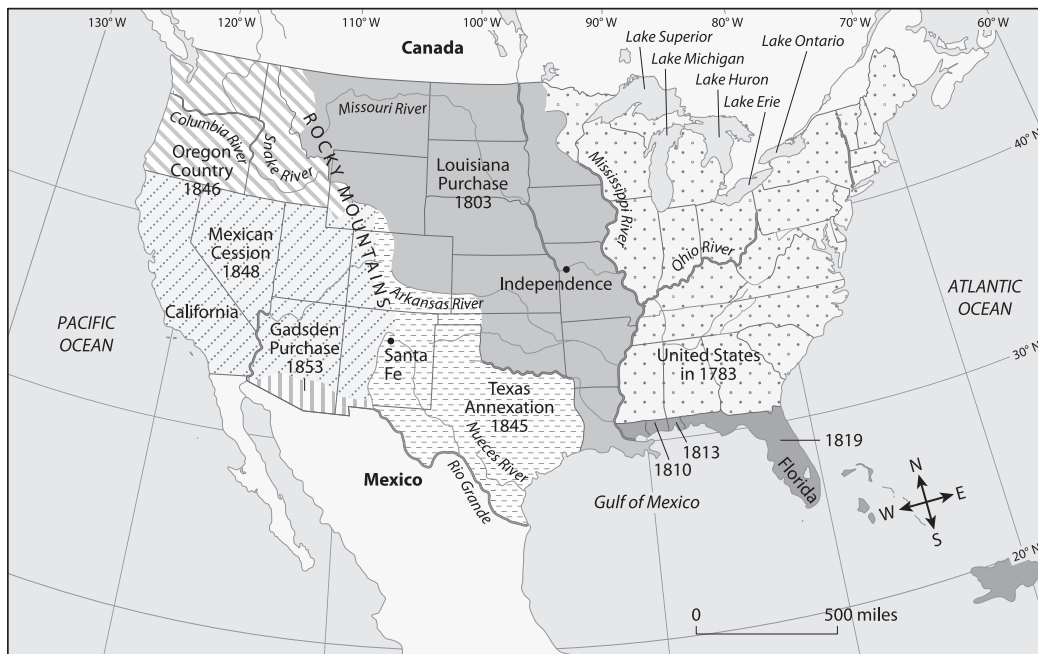 130° W
120° W
110° W
100° W
90° W
80° W
70° W
60° W
Canada
Lake Superior
Lake Michigan
Lake Ontario
Lake Huron
Lake Erie
Missouri River
Columbia River
Snake River
Oregon
Country
1846
ROCKY MOUNTAINS
Louisiana
Purchase
1803
Mississippi River
Ohio River
40° N
Mexican
Cession
1848
California
Arkansas River
Independence
PACIFIC
OCEAN
ATLANTIC
OCEAN
Gadsden
Purchase
1853
Santa
Fe
United States
in 1783
30° N
Texas
Annexation
1845
Nueces River
Rio Grande
Mexico
1810
1813
1819
Florida
Gulf of Mexico
N
W
E
S
20° N
0
500 miles